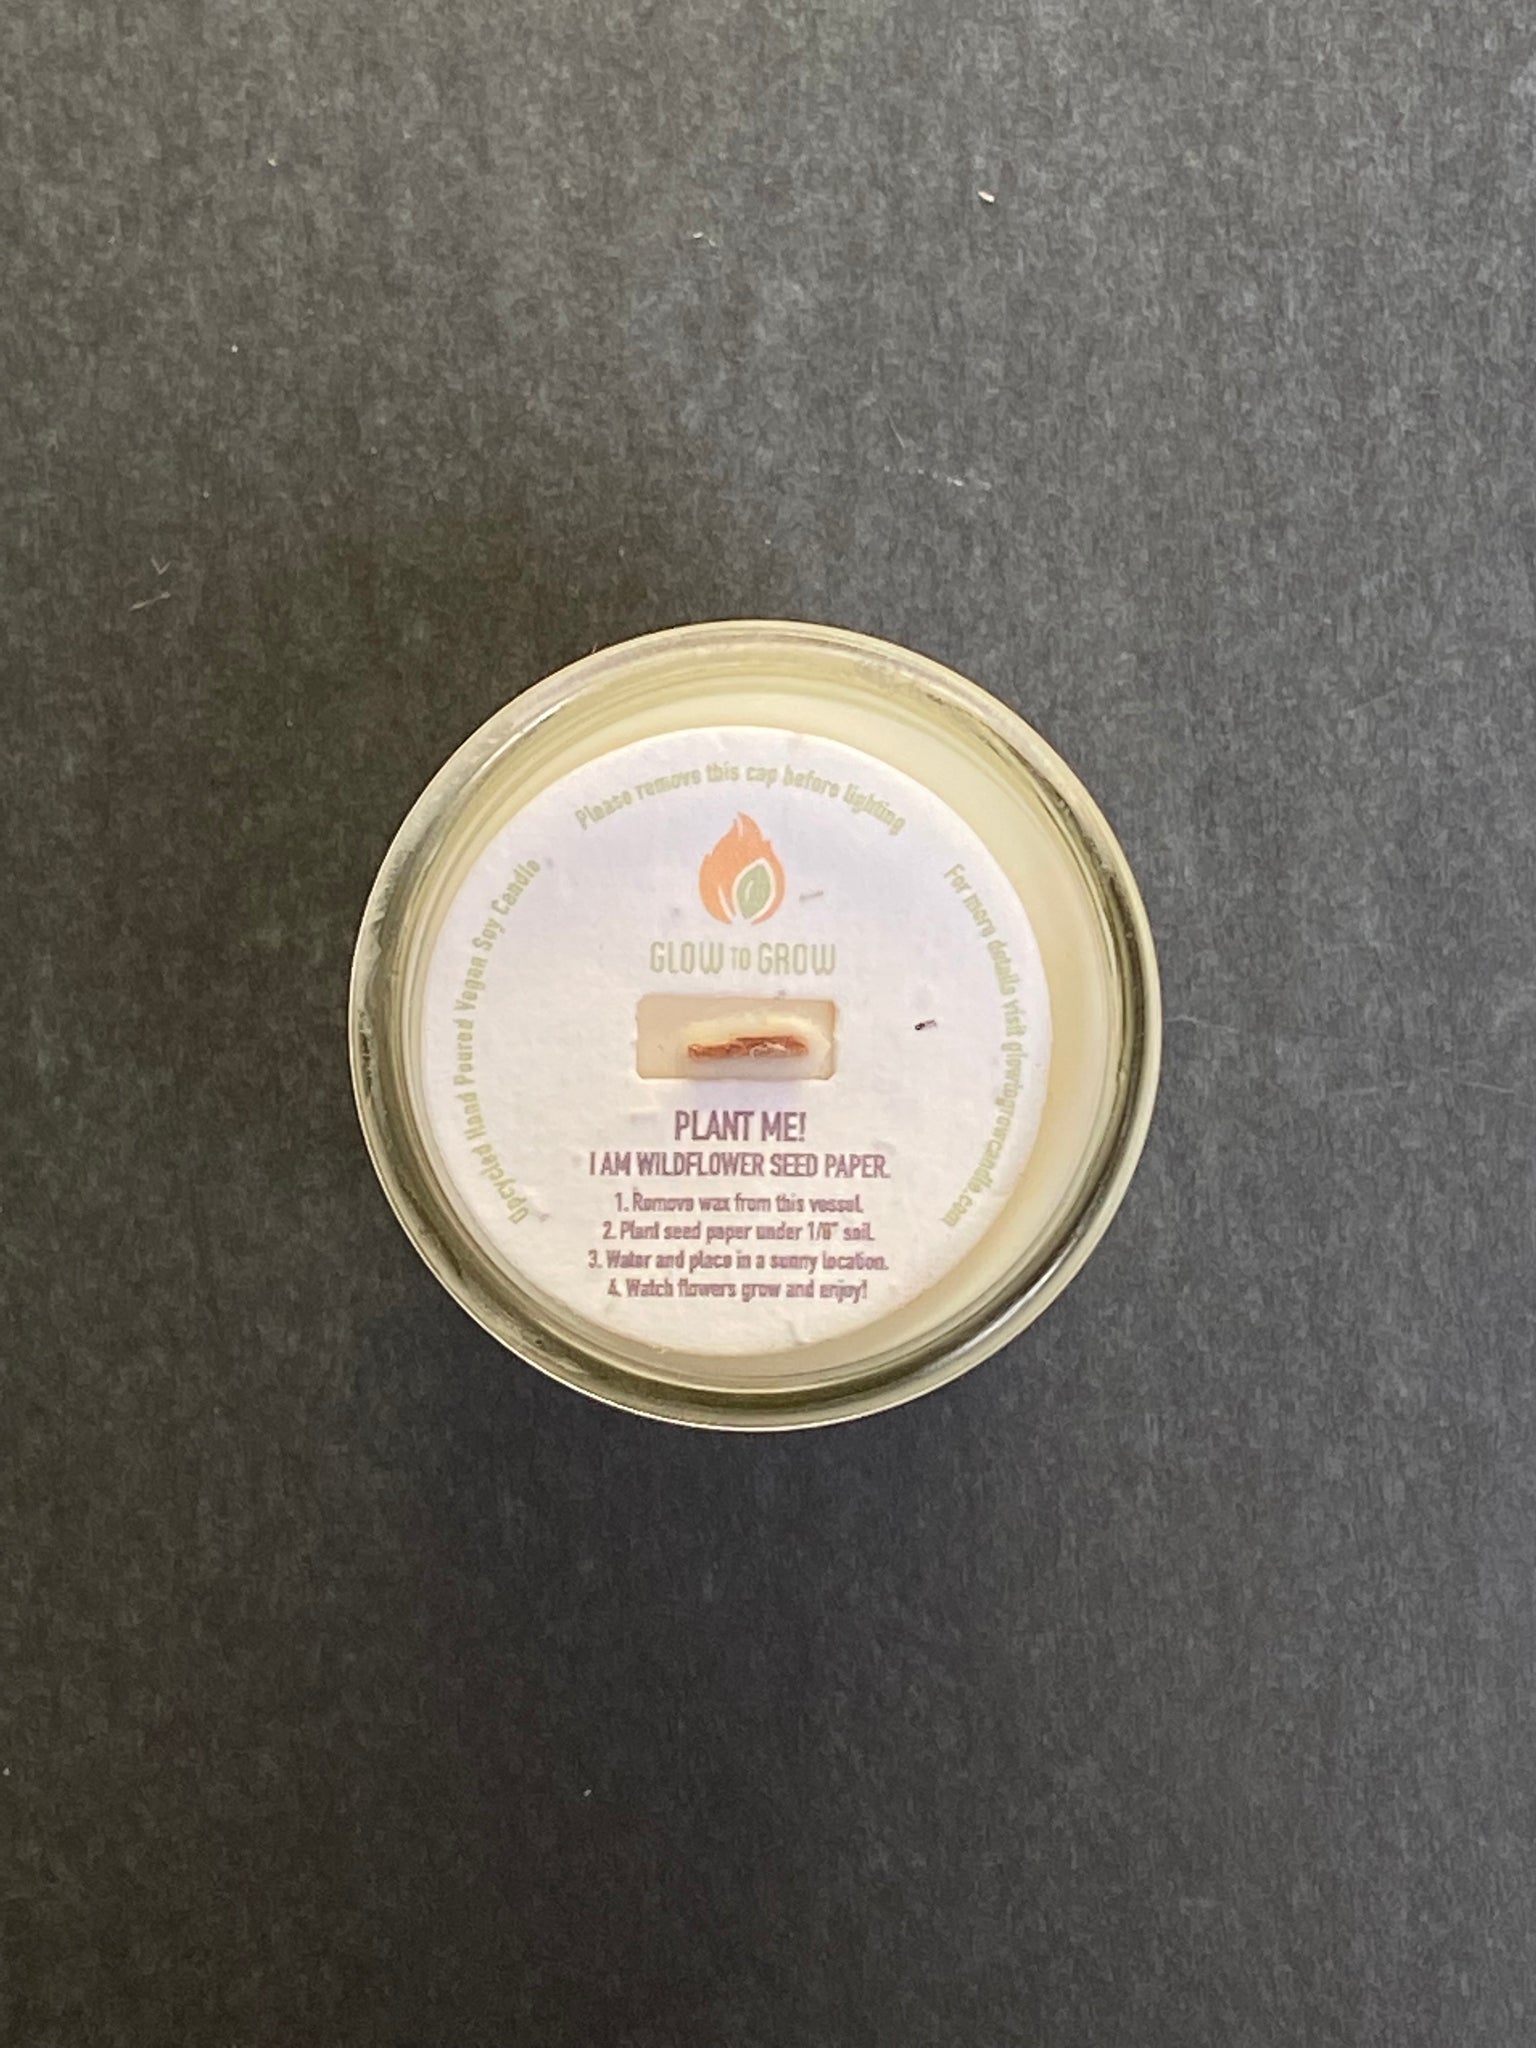 Please remove this cap before lighting
Upcycled Hand Poured Vegan Soy Candle
For more details visit glowingrowcandle.com
GLOW TO GROW
PLANT ME!
I AM WILDFLOWER SEED PAPER.
1. Remove wax from this vessel.
2. Plant seed paper under 1/8" soil.
3. Water and place in a sunny location.
4. Watch flowers grow and enjoy!